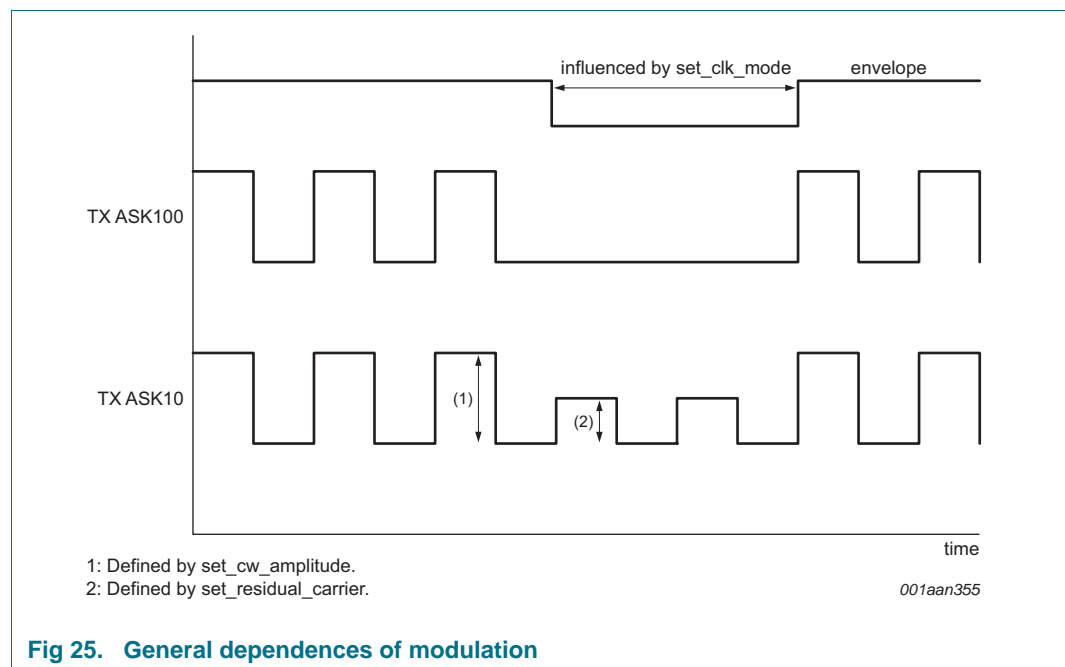 influenced by set_clk_mode envelope
TX ASK100
TX ASK10
(1)
(2)
time
1: Defined by set_cw_amplitude.
2: Defined by set_residual_carrier.
001aan355
Fig 25. General dependences of modulation